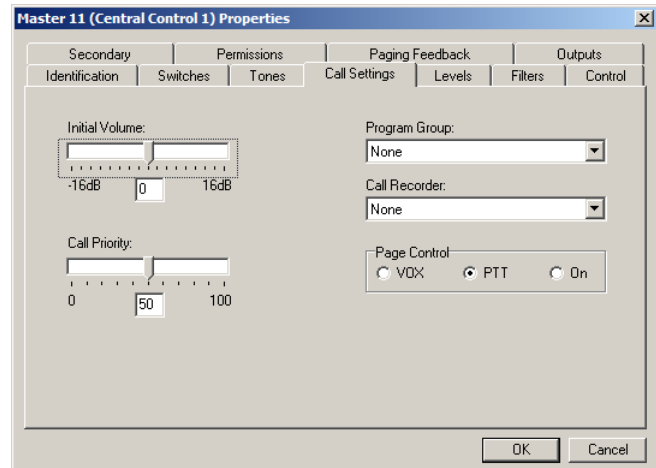 Master 11 (Central Control 1) Properties
Secondary Permissions Paging Feedback Outputs
Identification Switches Tones Call Settings Levels Filters Control
Initial Volume:
-16dB 0 16dB
Call Priority:
0 50 100
Program Group:
None
Call Recorder:
None
Page Control
VOX PTT On
OK Cancel